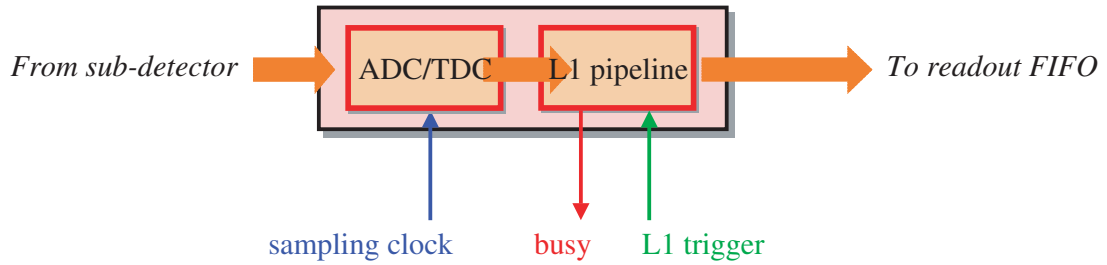 From sub-detector
ADC/TDC
L1 pipeline
To readout FIFO
sampling clock
busy
L1 trigger